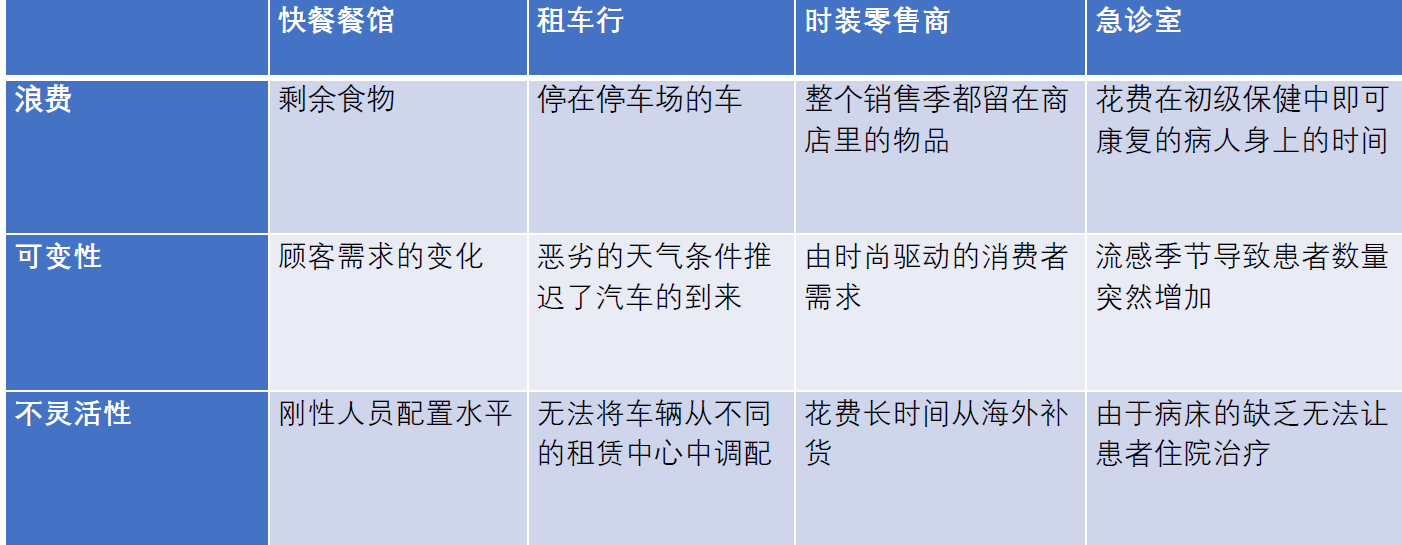 快餐餐馆
租车行
时装零售商
急诊室
浪费
剩余食物
停在停车场的车
整个销售季都留在商
店里的物品
花费在初级保健中即可
康复的病人身上的时间
可变性
顾客需求的变化
恶劣的天气条件推
迟了汽车的到来
由时尚驱动的消费者
需求
流感季节导致患者数量
突然增加
不灵活性
刚性人员配置水平
无法将车辆从不同
的租赁中心中调配
花费长时间从海外补
货
由于病床的缺乏无法让
患者住院治疗